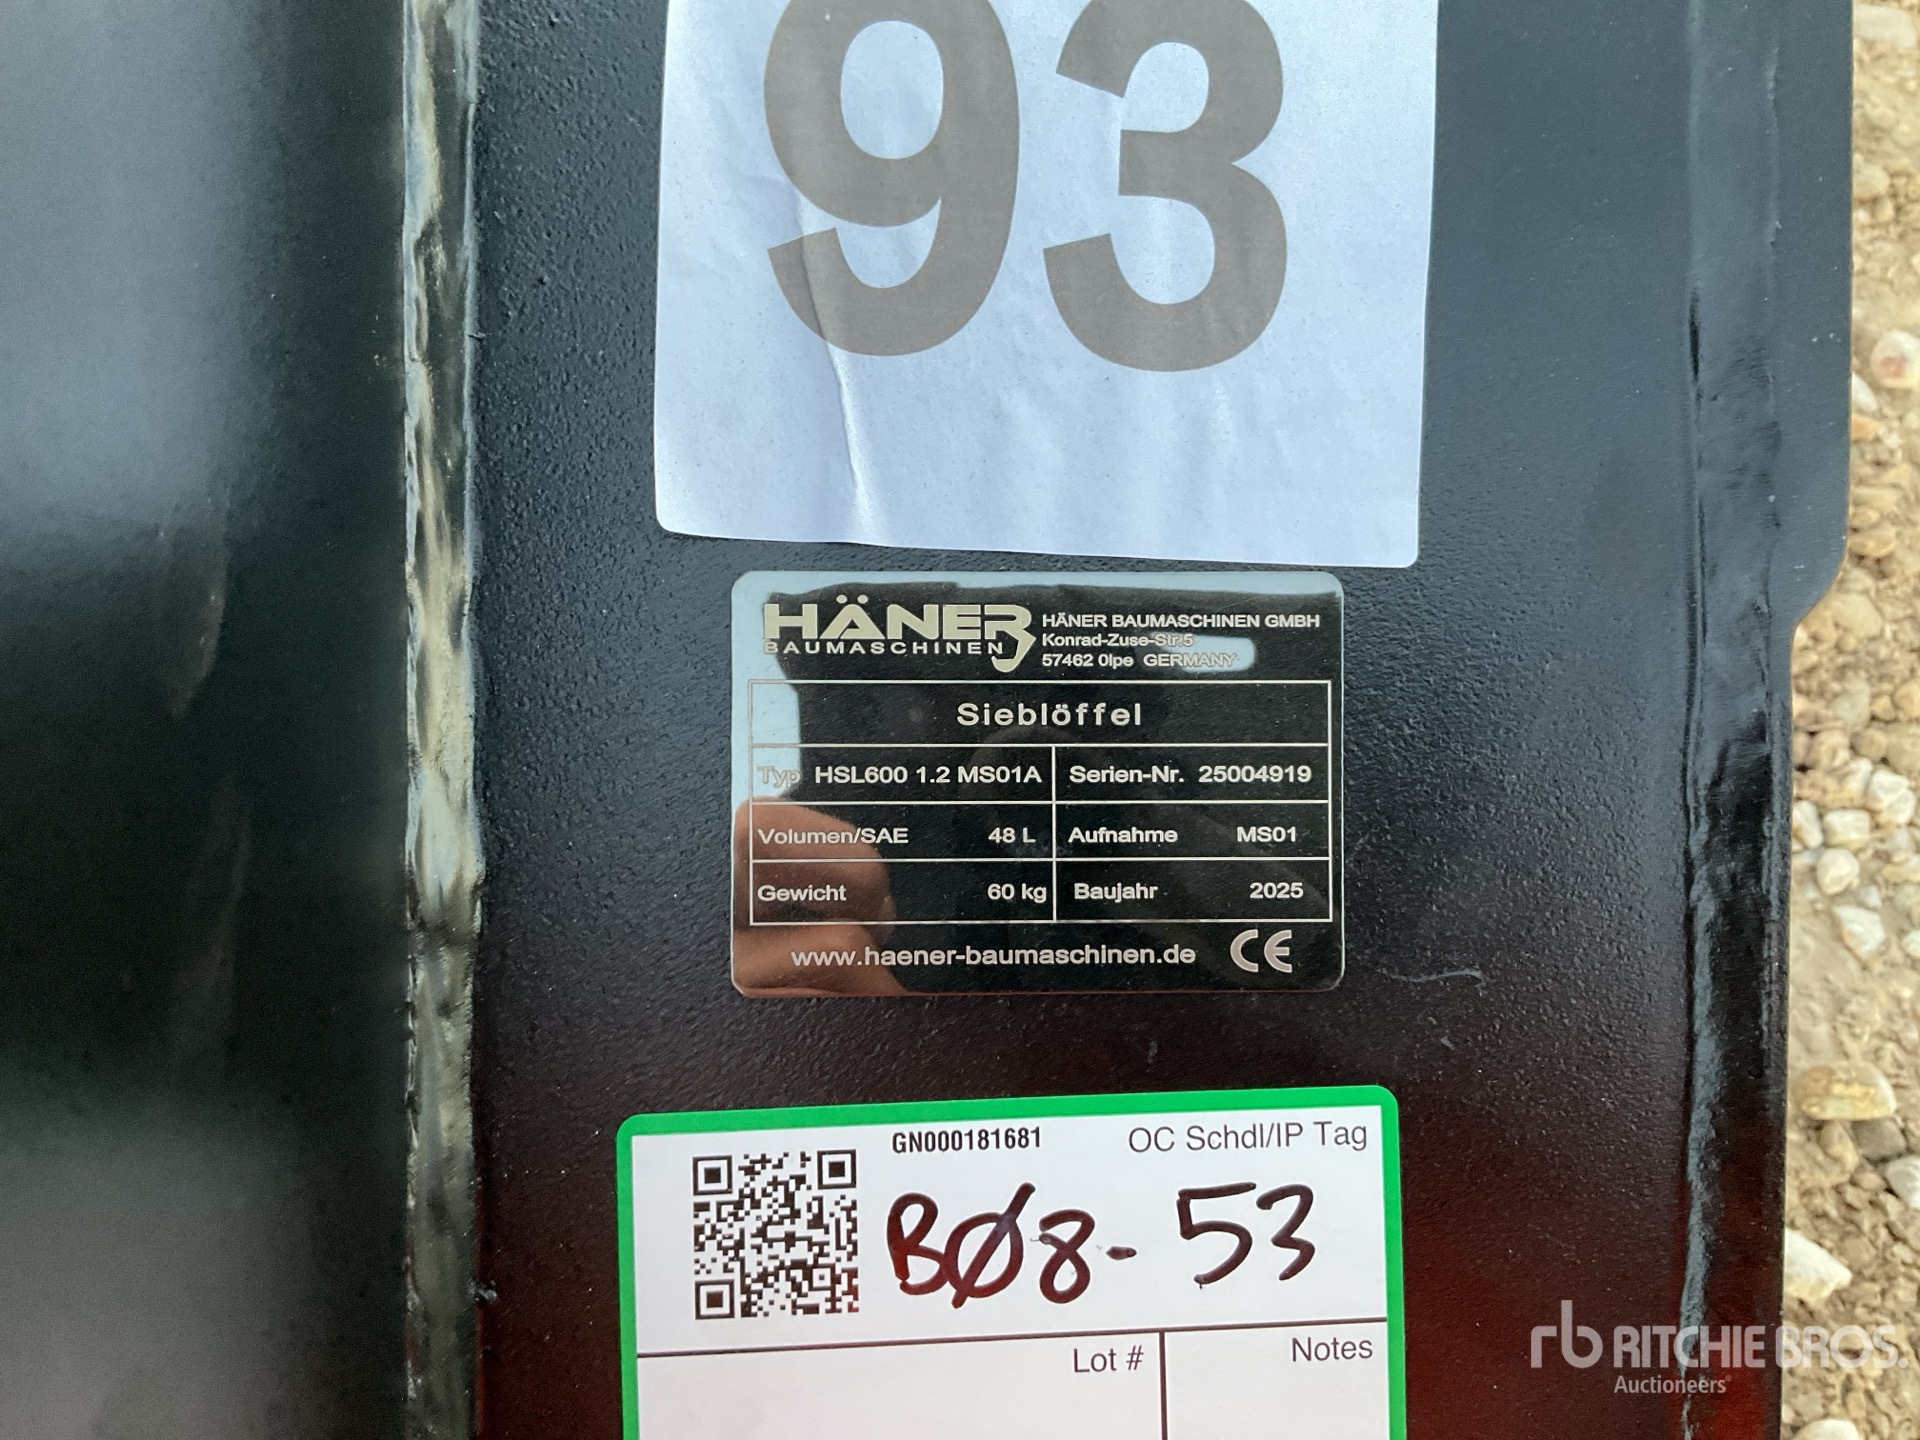 93
HÄNER
BAUMASCHINEN
HÄNER BAUMASCHINEN GMBH
Konrad-Zuse-Str.5
57462 Olpe GERMANY
Sieblöffel
Typ HSL600 1.2 MS01A Serien-Nr. 25004919
Volumen/SAE 48 L Aufnahme MS01
Gewicht 60 kg Baujahr 2025
www.haener-baumaschinen.de CE
GN000181681 OC Schdl/IP Tag
BØ8-53
Lot # Notes
rb RITCHIE BROS.
Auctioneers®